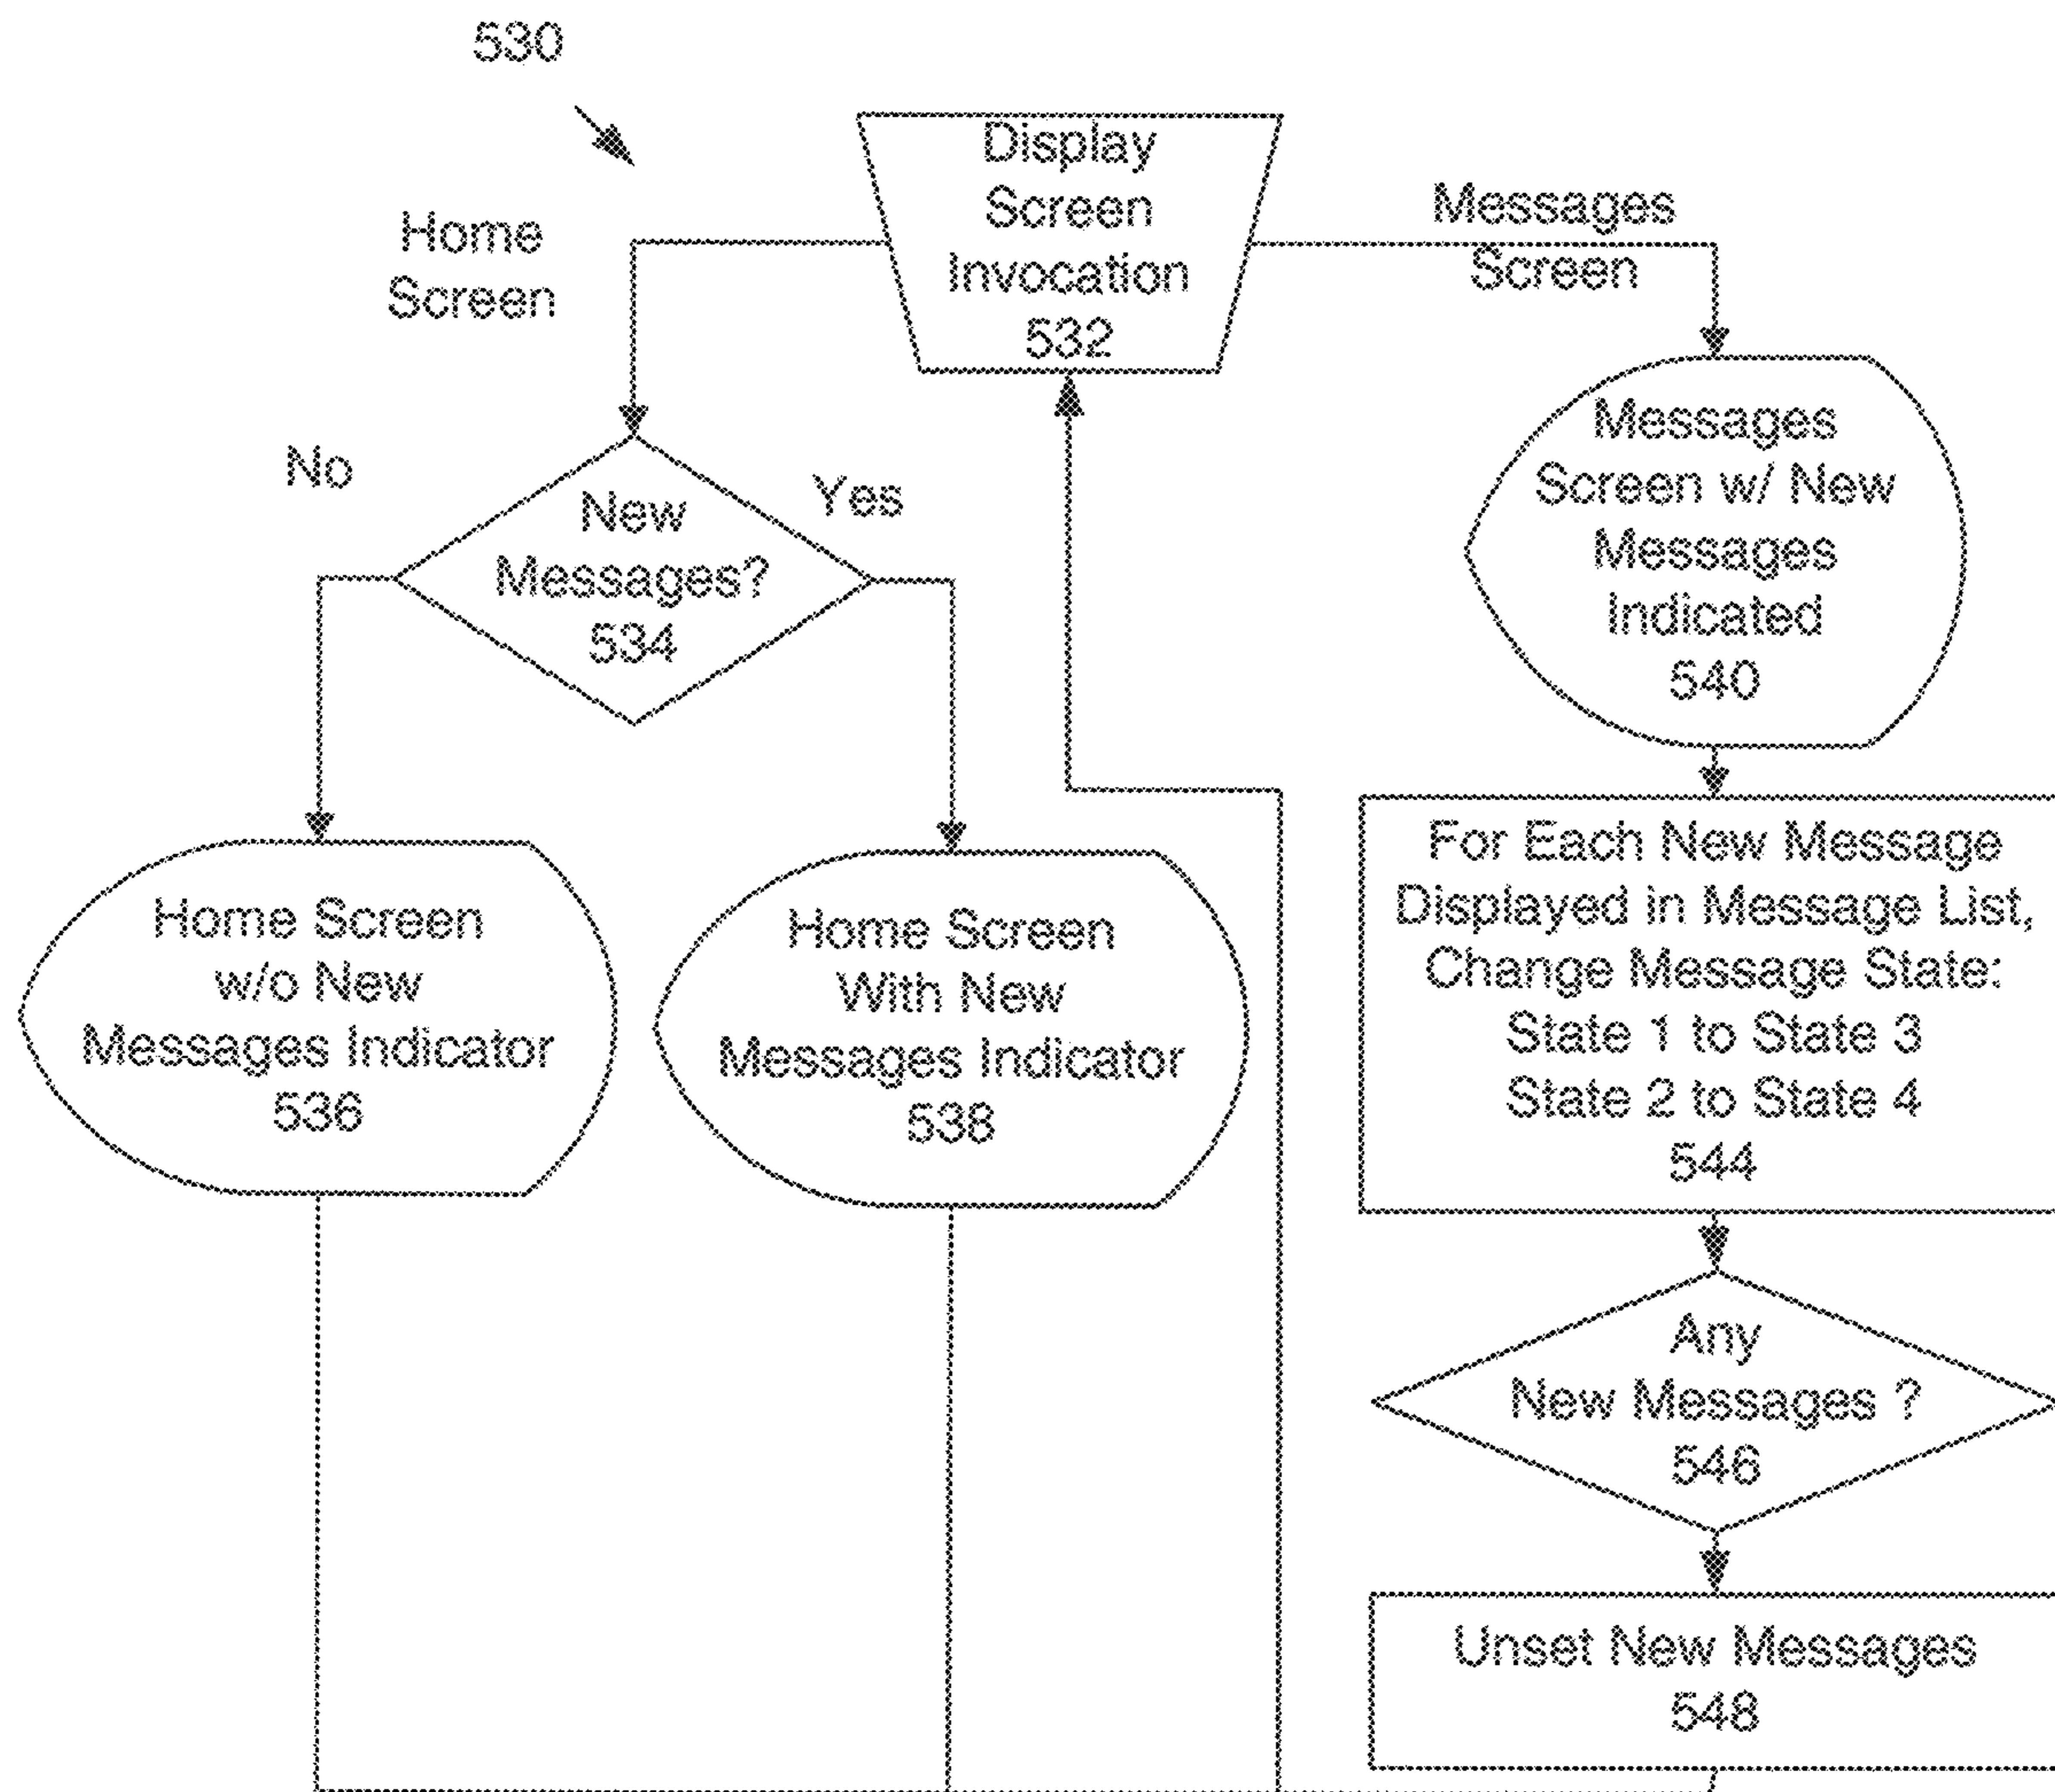 530
Display
Screen
Invocation
532
Home
Screen
Messages
Screen
No
Yes
New
Messages?
534
Messages
Screen w/ New
Messages
Indicated
540
Home Screen
w/o New
Messages Indicator
536
Home Screen
With New
Messages Indicator
538
For Each New Message
Displayed in Message List,
Change Message State:
State 1 to State 3
State 2 to State 4
544
Any
New Messages ?
546
Unset New Messages
548